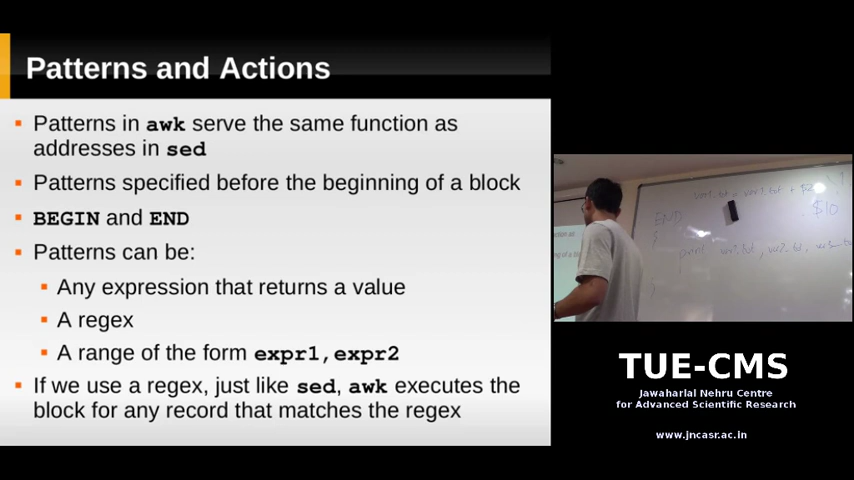 Patterns and Actions
Patterns in awk serve the same function as
addresses in sed
Patterns specified before the beginning of a block
BEGIN and END
Patterns can be:
Any expression that returns a value
A regex
A range of the form expr1,expr2
If we use a regex, just like sed, awk executes the
block for any record that matches the regex
END
{
$10
print
TUE-CMS
Jawaharlal Nehru Centre
for Advanced Scientific Research
www.jncasr.ac.in